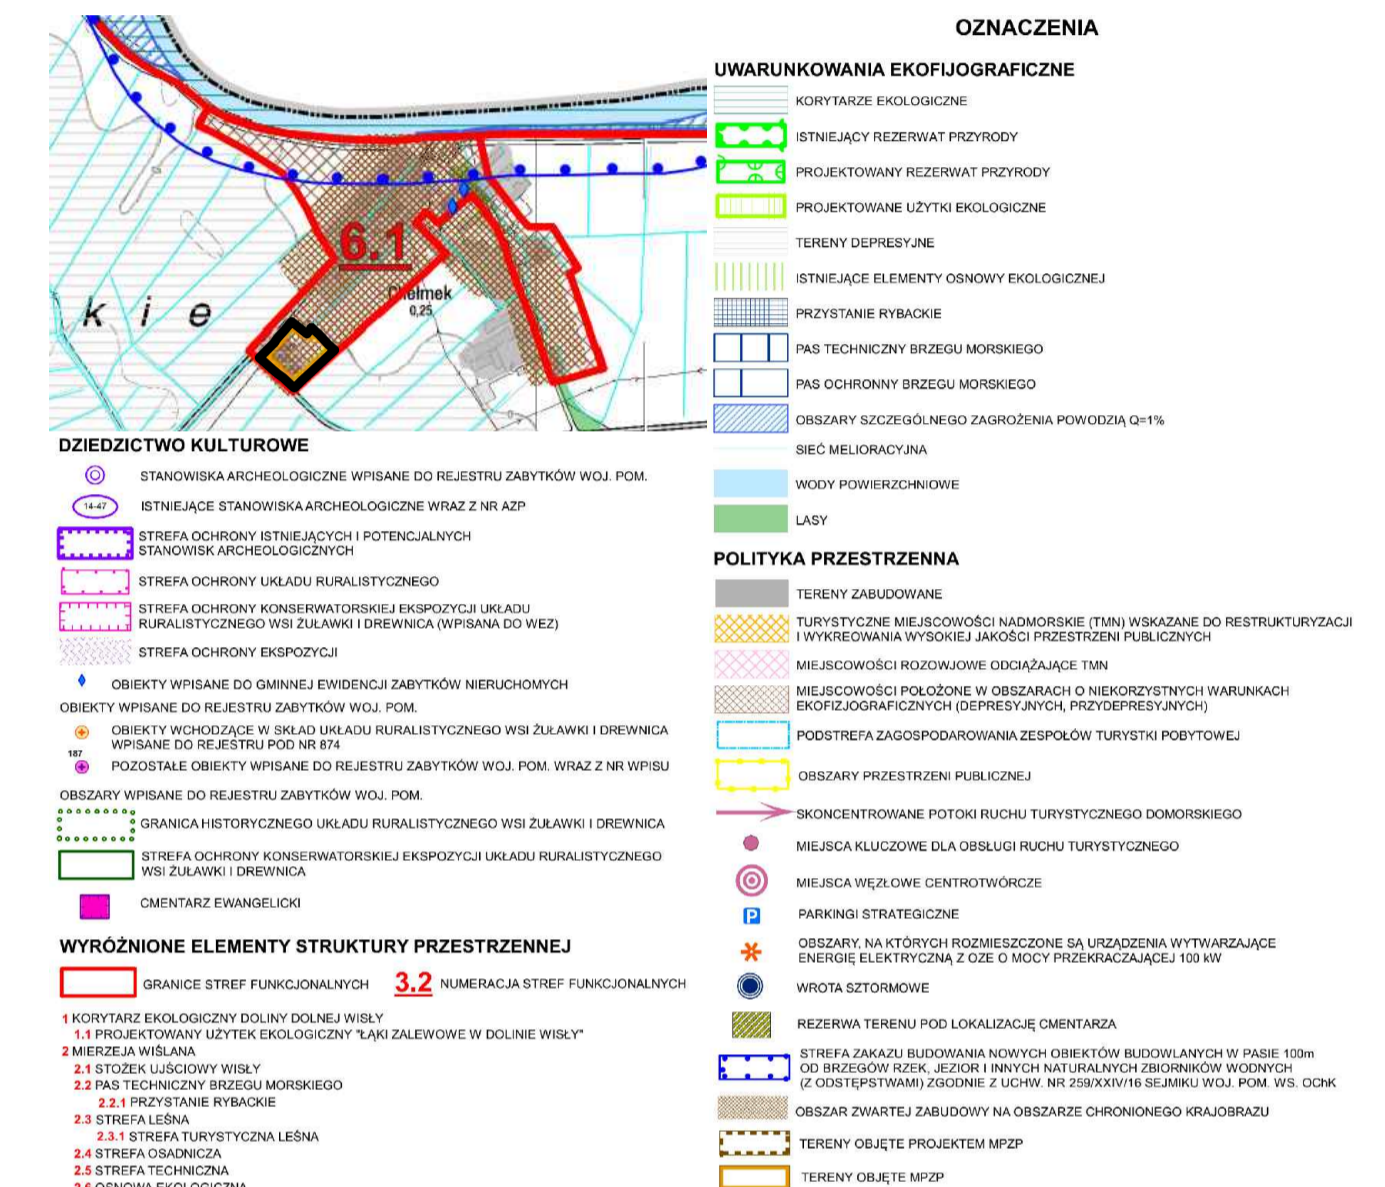 6.1
Chełmek
0,25
k i e
DZIEDZICTWO KULTUROWE
STANOWISKA ARCHEOLOGICZNE WPISANE DO REJESTRU ZABYTKÓW WOJ. POM.
14-47
ISTNIEJĄCE STANOWISKA ARCHEOLOGICZNE WRAZ Z NR AZP
STREFA OCHRONY ISTNIEJĄCYCH I POTENCJALNYCH
STANOWISK ARCHEOLOGICZNYCH
STREFA OCHRONY UKŁADU RURALISTYCZNEGO
STREFA OCHRONY KONSERWATORSKIEJ EKSPOZYCJI UKŁADU
RURALISTYCZNEGO WSI ŻUŁAWKI I DREWNICA (WPISANA DO WEZ)
STREFA OCHRONY EKSPOZYCJI
OBIEKTY WPISANE DO GMINNEJ EWIDENCJI ZABYTKÓW NIERUCHOMYCH
OBIEKTY WPISANE DO REJESTRU ZABYTKÓW WOJ. POM.
OBIEKTY WCHODZĄCE W SKŁAD UKŁADU RURALISTYCZNEGO WSI ŻUŁAWKI I DREWNICA
WPISANE DO REJESTRU POD NR 874
187
POZOSTAŁE OBIEKTY WPISANE DO REJESTRU ZABYTKÓW WOJ. POM. WRAZ Z NR WPISU
OBSZARY WPISANE DO REJESTRU ZABYTKÓW WOJ. POM.
GRANICA HISTORYCZNEGO UKŁADU RURALISTYCZNEGO WSI ŻUŁAWKI I DREWNICA
STREFA OCHRONY KONSERWATORSKIEJ EKSPOZYCJI UKŁADU RURALISTYCZNEGO
WSI ŻUŁAWKI I DREWNICA
CMENTARZ EWANGELICKI
WYRÓŻNIONE ELEMENTY STRUKTURY PRZESTRZENNEJ
GRANICE STREF FUNKCJONALNYCH
3.2 NUMERACJA STREF FUNKCJONALNYCH
1 KORYTARZ EKOLOGICZNY DOLINY DOLNEJ WISŁY
1.1 PROJEKTOWANY UŻYTEK EKOLOGICZNY "ŁĄKI ZALEWOWE W DOLINIE WISŁY"
2 MIERZEJA WIŚLANA
2.1 STOŻEK UJŚCIOWY WISŁY
2.2 PAS TECHNICZNY BRZEGU MORSKIEGO
2.2.1 PRZYSTANIE RYBACKIE
2.3 STREFA LEŚNA
2.3.1 STREFA TURYSTYCZNA LEŚNA
2.4 STREFA OSADNICZA
2.5 STREFA TECHNICZNA
2.6 OSNOWA EKOLOGICZNA
OZNACZENIA
UWARUNKOWANIA EKOFIJOGRAFICZNE
KORYTARZE EKOLOGICZNE
ISTNIEJĄCY REZERWAT PRZYRODY
PROJEKTOWANY REZERWAT PRZYRODY
PROJEKTOWANE UŻYTKI EKOLOGICZNE
TERENY DEPRESYJNE
ISTNIEJĄCE ELEMENTY OSNOWY EKOLOGICZNEJ
PRZYSTANIE RYBACKIE
PAS TECHNICZNY BRZEGU MORSKIEGO
PAS OCHRONNY BRZEGU MORSKIEGO
OBSZARY SZCZEGÓLNEGO ZAGROŻENIA POWODZIĄ Q=1%
SIEĆ MELIORACYJNA
WODY POWIERZCHNIOWE
LASY
POLITYKA PRZESTRZENNA
TERENY ZABUDOWANE
TURYSTYCZNE MIEJSCOWOŚCI NADMORSKIE (TMN) WSKAZANE DO RESTRUKTURYZACJI
I WYKREOWANIA WYSOKIEJ JAKOŚCI PRZESTRZENI PUBLICZNYCH
MIEJSCOWOŚCI ROZOWJOWE ODCIĄŻAJĄCE TMN
MIEJSCOWOŚCI POŁOŻONE W OBSZARACH O NIEKORZYSTNYCH WARUNKACH
EKOFIZJOGRAFICZNYCH (DEPRESYJNYCH, PRZYDEPRESYJNYCH)
PODSTREFA ZAGOSPODAROWANIA ZESPOŁÓW TURYSTKI POBYTOWEJ
OBSZARY PRZESTRZENI PUBLICZNEJ
SKONCENTROWANE POTOKI RUCHU TURYSTYCZNEGO DOMORSKIEGO
MIEJSCA KLUCZOWE DLA OBSŁUGI RUCHU TURYSTYCZNEGO
MIEJSCA WĘZŁOWE CENTROTWÓRCZE
P
PARKINGI STRATEGICZNE
OBSZARY, NA KTÓRYCH ROZMIESZCZONE SĄ URZĄDZENIA WYTWARZAJĄCE
ENERGIĘ ELEKTRYCZNĄ Z OZE O MOCY PRZEKRACZAJĄCEJ 100 kW
WROTA SZTORMOWE
REZERWA TERENU POD LOKALIZACJĘ CMENTARZA
STREFA ZAKAZU BUDOWANIA NOWYCH OBIEKTÓW BUDOWLANYCH W PASIE 100m
OD BRZEGÓW RZEK, JEZIOR I INNYCH NATURALNYCH ZBIORNIKÓW WODNYCH
(Z ODSTĘPSTWAMI) ZGODNIE Z UCHW. NR 259/XXIV/16 SEJMIKU WOJ. POM. WS. OChK
OBSZAR ZWARTEJ ZABUDOWY NA OBSZARZE CHRONIONEGO KRAJOBRAZU
TERENY OBJĘTE PROJEKTEM MPZP
TERENY OBJĘTE MPZP